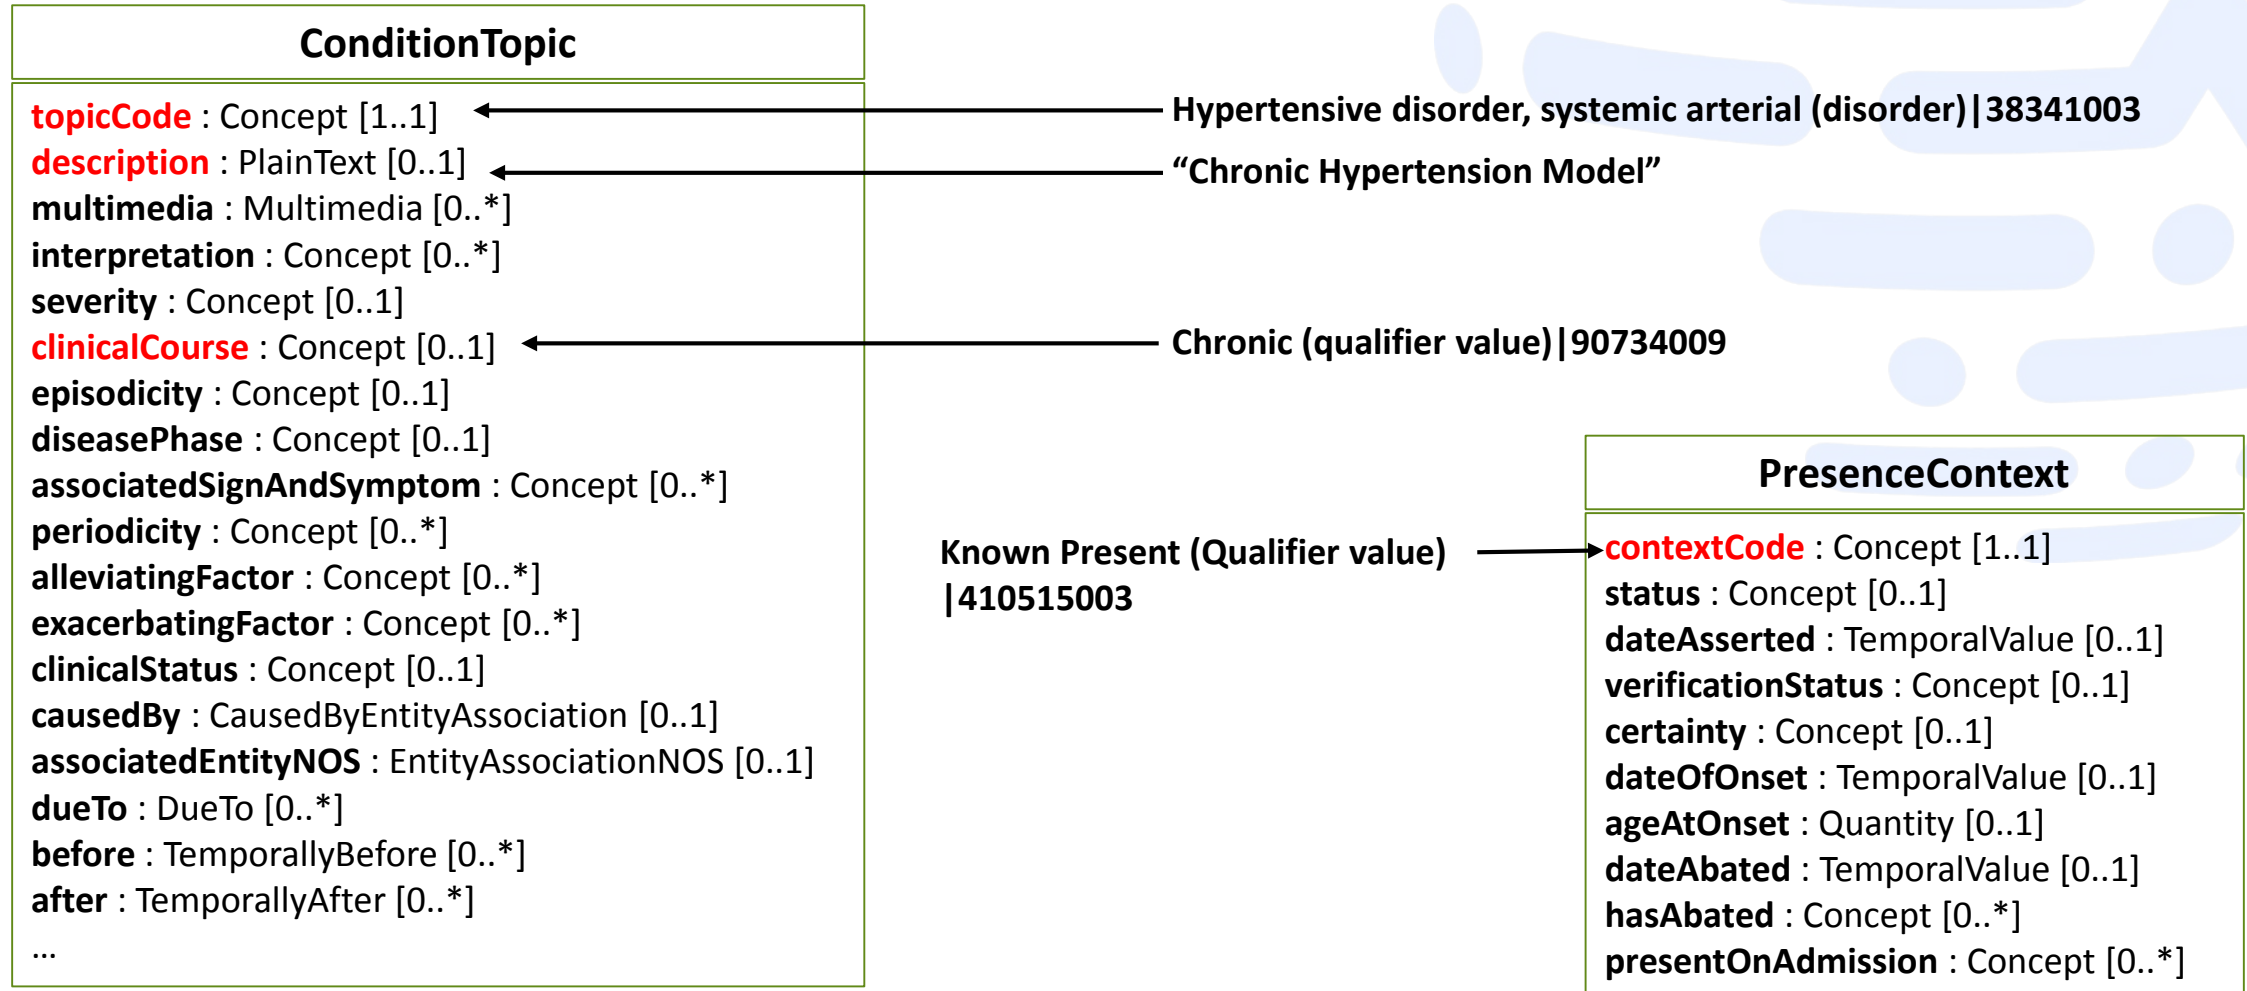 ConditionTopic
topicCode : Concept [1..1]
description : PlainText [0..1]
multimedia : Multimedia [0..*]
interpretation : Concept [0..*]
severity : Concept [0..1]
clinicalCourse : Concept [0..1]
episodicity : Concept [0..1]
diseasePhase : Concept [0..1]
associatedSignAndSymptom : Concept [0..*]
periodicity : Concept [0..*]
alleviatingFactor : Concept [0..*]
exacerbatingFactor : Concept [0..*]
clinicalStatus : Concept [0..1]
causedBy : CausedByEntityAssociation [0..1]
associatedEntityNOS : EntityAssociationNOS [0..1]
dueTo : DueTo [0..*]
before : TemporallyBefore [0..*]
after : TemporallyAfter [0..*]
...
Hypertensive disorder, systemic arterial (disorder)|38341003
“Chronic Hypertension Model”
Chronic (qualifier value)|90734009
Known Present (Qualifier value)
|410515003
PresenceContext
contextCode : Concept [1..1]
status : Concept [0..1]
dateAsserted : TemporalValue [0..1]
verificationStatus : Concept [0..1]
certainty : Concept [0..1]
dateOfOnset : TemporalValue [0..1]
ageAtOnset : Quantity [0..1]
dateAbated : TemporalValue [0..1]
hasAbated : Concept [0..*]
presentOnAdmission : Concept [0..*]